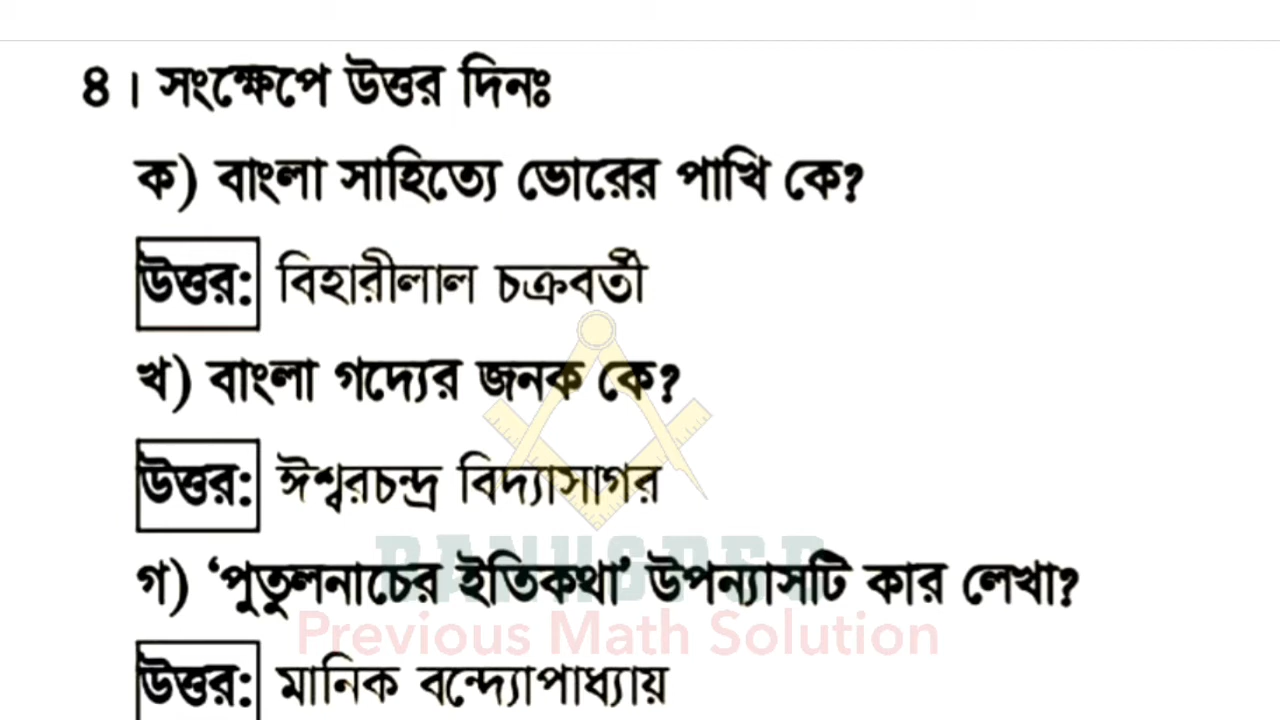 ৪। সংক্ষেপে উত্তর দিনঃ
ক) বাংলা সাহিত্যে ভোরের পাখি কে?
উত্তর: বিহারীলাল চক্রবর্তী
খ) বাংলা গদ্যের জনক কে?
উত্তর: ঈশ্বরচন্দ্র বিদ্যাসাগর
গ) ‘পুতুলনাচের ইতিকথা’ উপন্যাসটি কার লেখা?
Previous Math Solution
উত্তর: মানিক বন্দ্যোপাধ্যায়